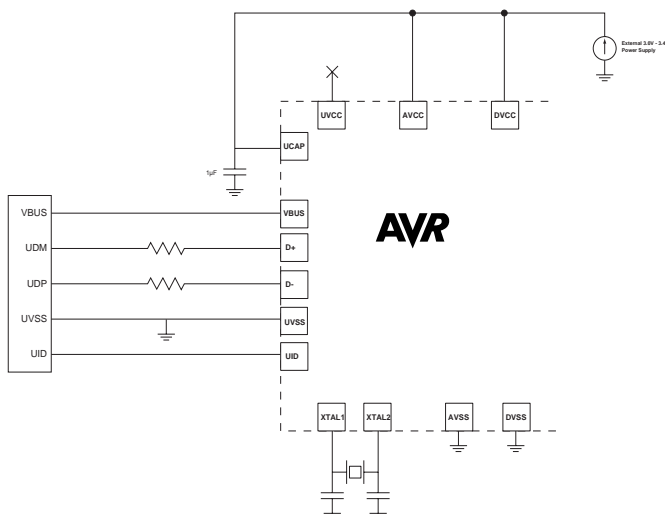 External 3.6V - 3.4
Power Supply
UVCC
AVCC
DVCC
UCAP
1µF
VBUS
VBUS
UDM
D+
AVR
UDP
D-
UVSS
UVSS
UID
UID
XTAL1
XTAL2
AVSS
DVSS